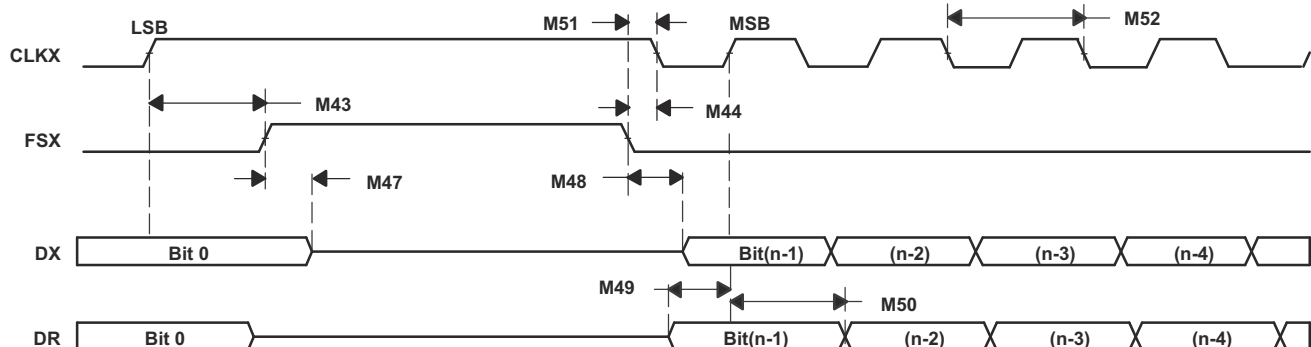 LSB M51 MSB M52
CLKX
M43 M44
FSX
M47 M48
DX Bit 0 Bit(n-1) (n-2) (n-3) (n-4)
M49 M50
DR Bit 0 Bit(n-1) (n-2) (n-3) (n-4)